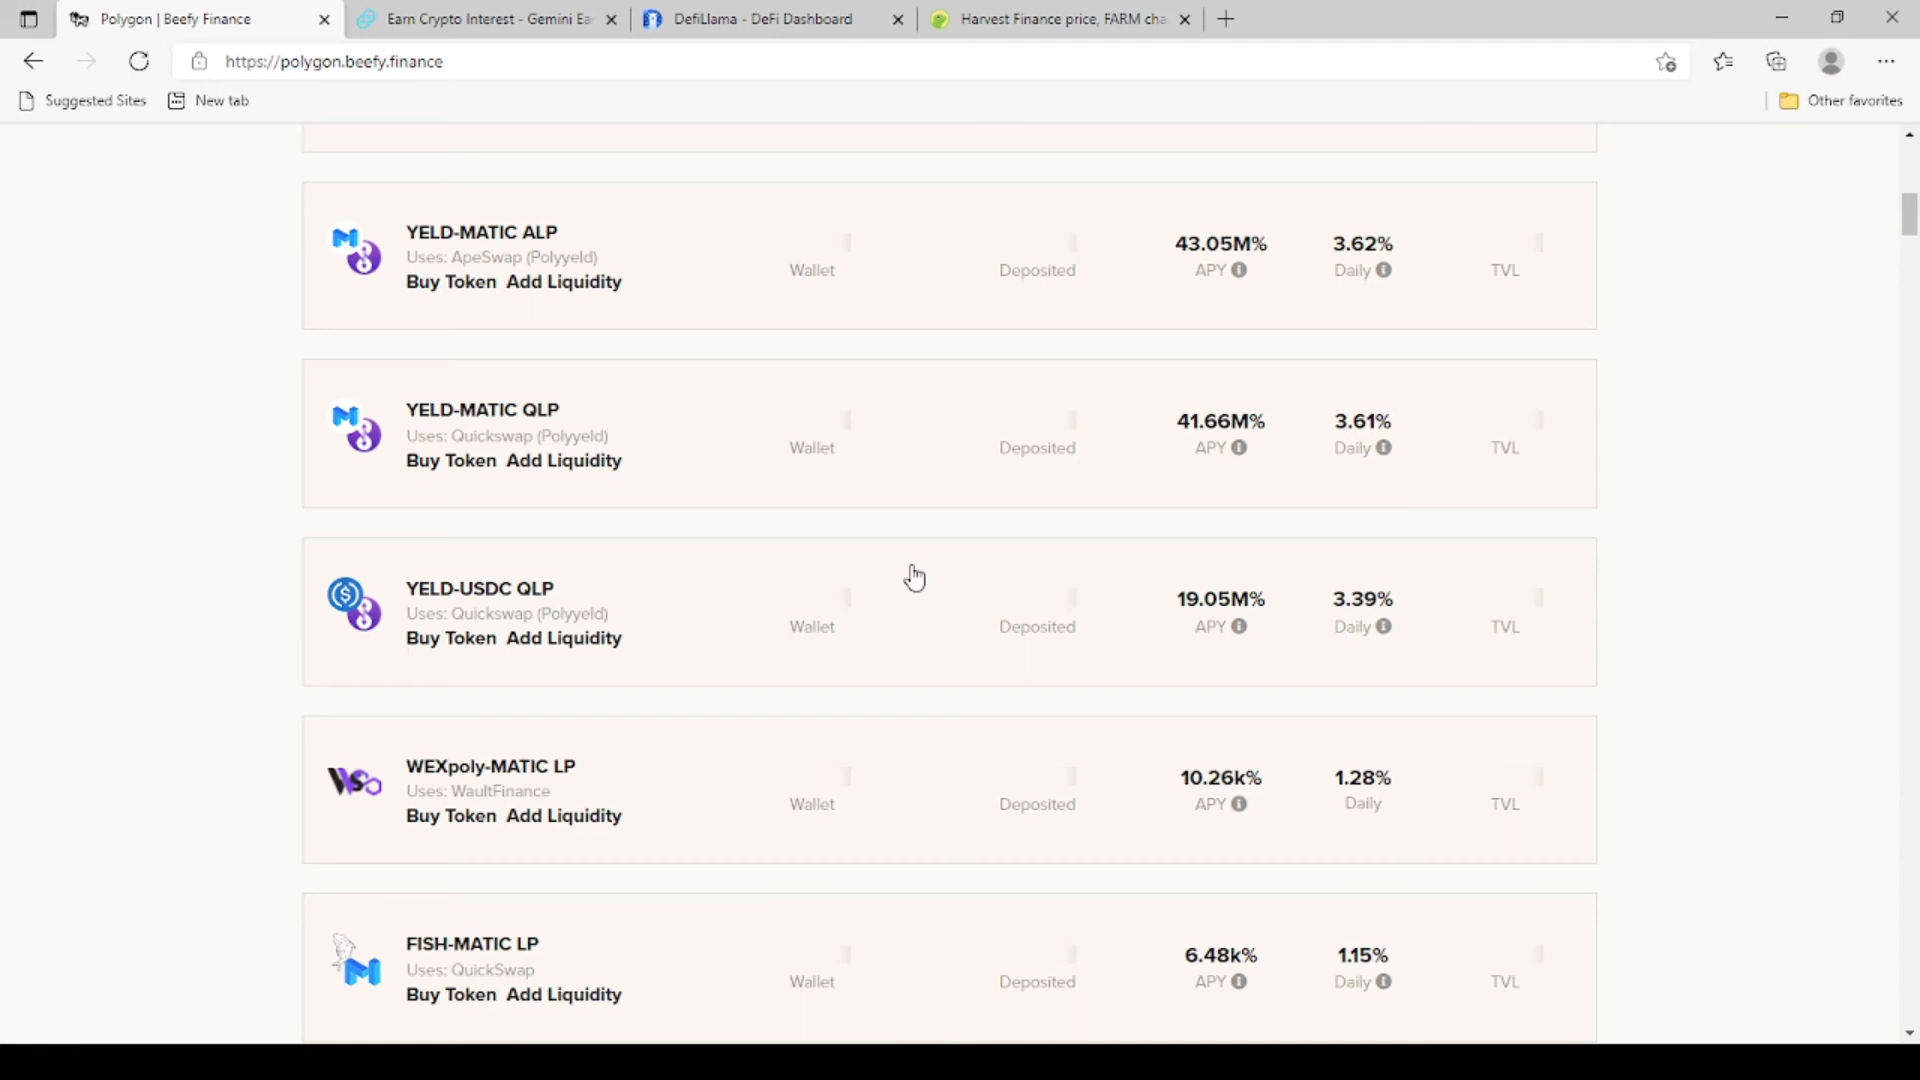 Polygon | Beefy Finance
Earn Crypto Interest - Gemini Ea
DefiLlama - DeFi Dashboard
Harvest Finance price, FARM cha
https://polygon.beefy.finance
Suggested Sites
New tab
Other favorites
YELD-MATIC ALP
Uses: ApeSwap (Polyyeld)
Buy Token Add Liquidity
Wallet
Deposited
43.05M%
APY
3.62%
Daily
TVL
YELD-MATIC QLP
Uses: Quickswap (Polyyeld)
Buy Token Add Liquidity
Wallet
Deposited
41.66M%
APY
3.61%
Daily
TVL
YELD-USDC QLP
Uses: Quickswap (Polyyeld)
Buy Token Add Liquidity
Wallet
Deposited
19.05M%
APY
3.39%
Daily
TVL
WEXpoly-MATIC LP
Uses: WaultFinance
Buy Token Add Liquidity
Wallet
Deposited
10.26k%
APY
1.28%
Daily
TVL
FISH-MATIC LP
Uses: QuickSwap
Buy Token Add Liquidity
Wallet
Deposited
6.48k%
APY
1.15%
Daily
TVL